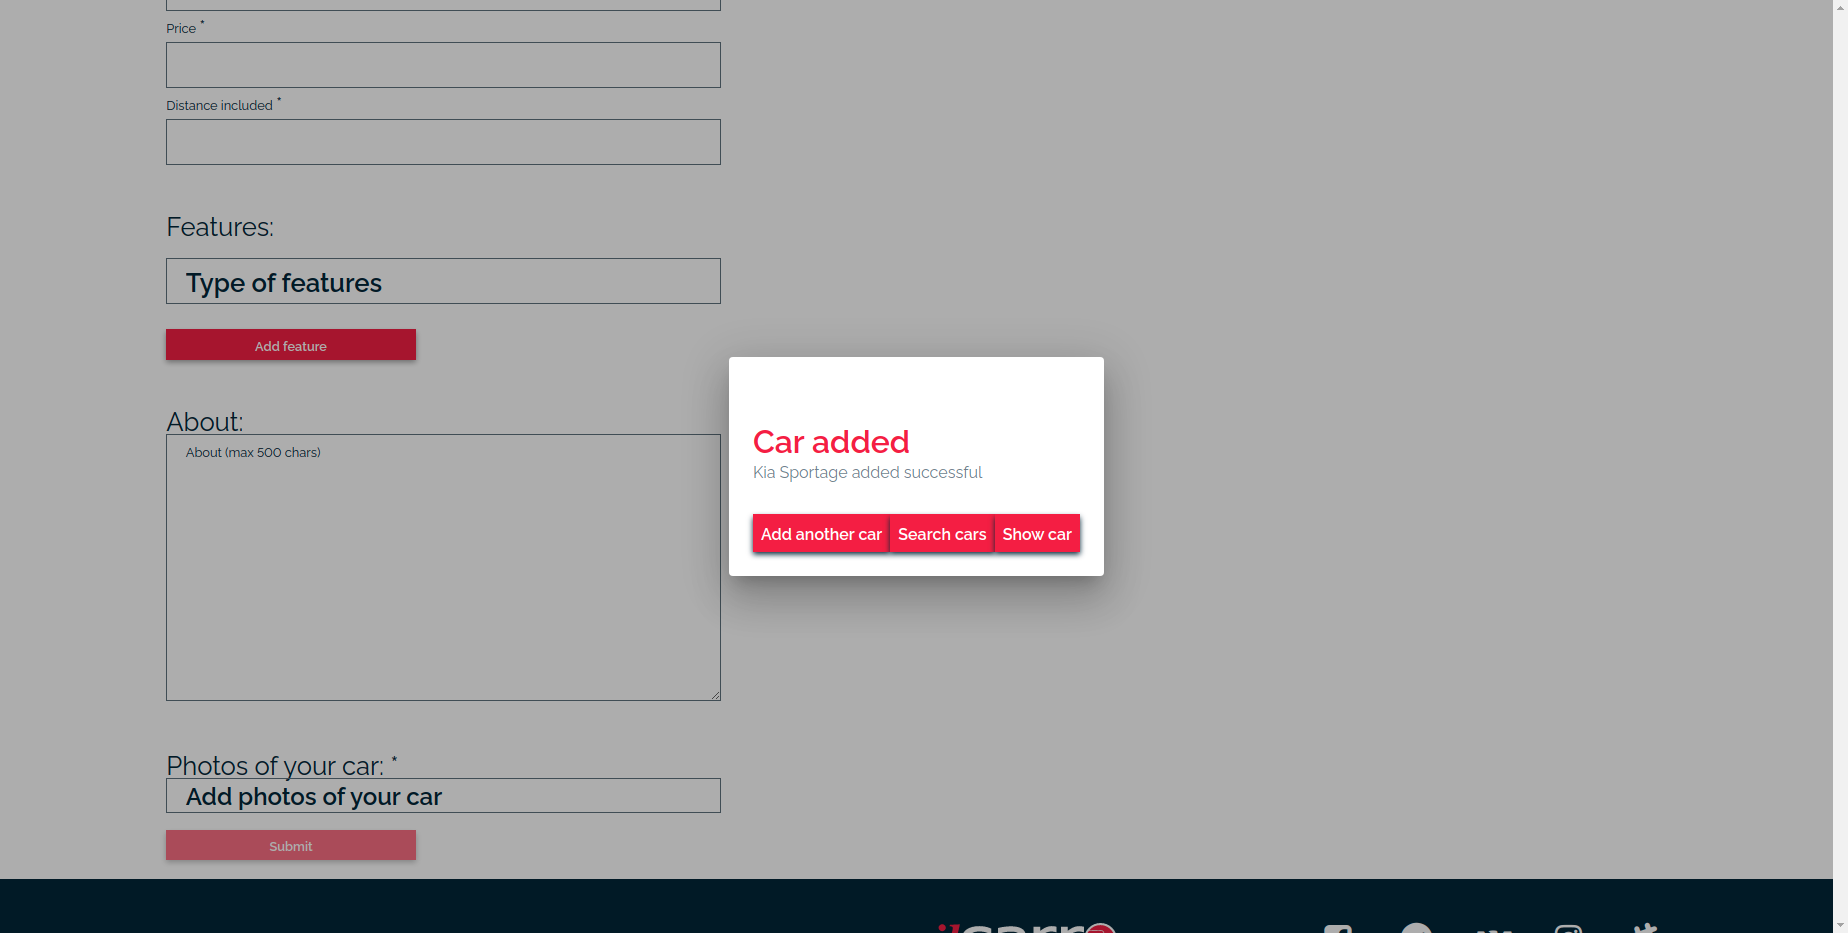 Price *
Distance included *
Features:
Type of features
Add feature
About:
About (max 500 chars)
Car added
Kia Sportage added successful
Add another car
Search cars
Show car
Photos of your car: *
Add photos of your car
Submit